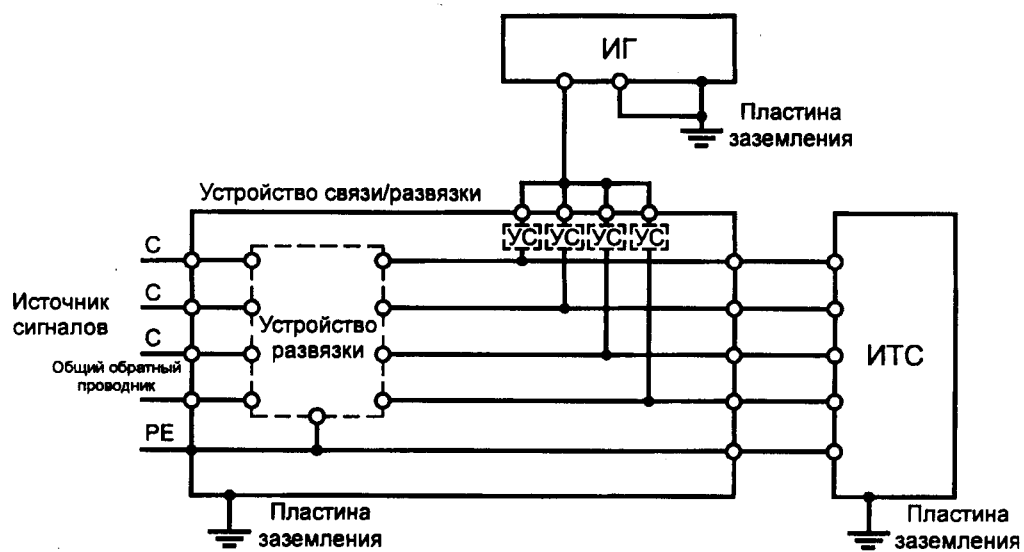 ИГ
Пластина
заземления
Устройство связи/развязки
УС УС УС УС
С
С
Источник
сигналов
Устройство
развязки
С
Общий обратный
проводник
ИТС
PE
Пластина
заземления
Пластина
заземления